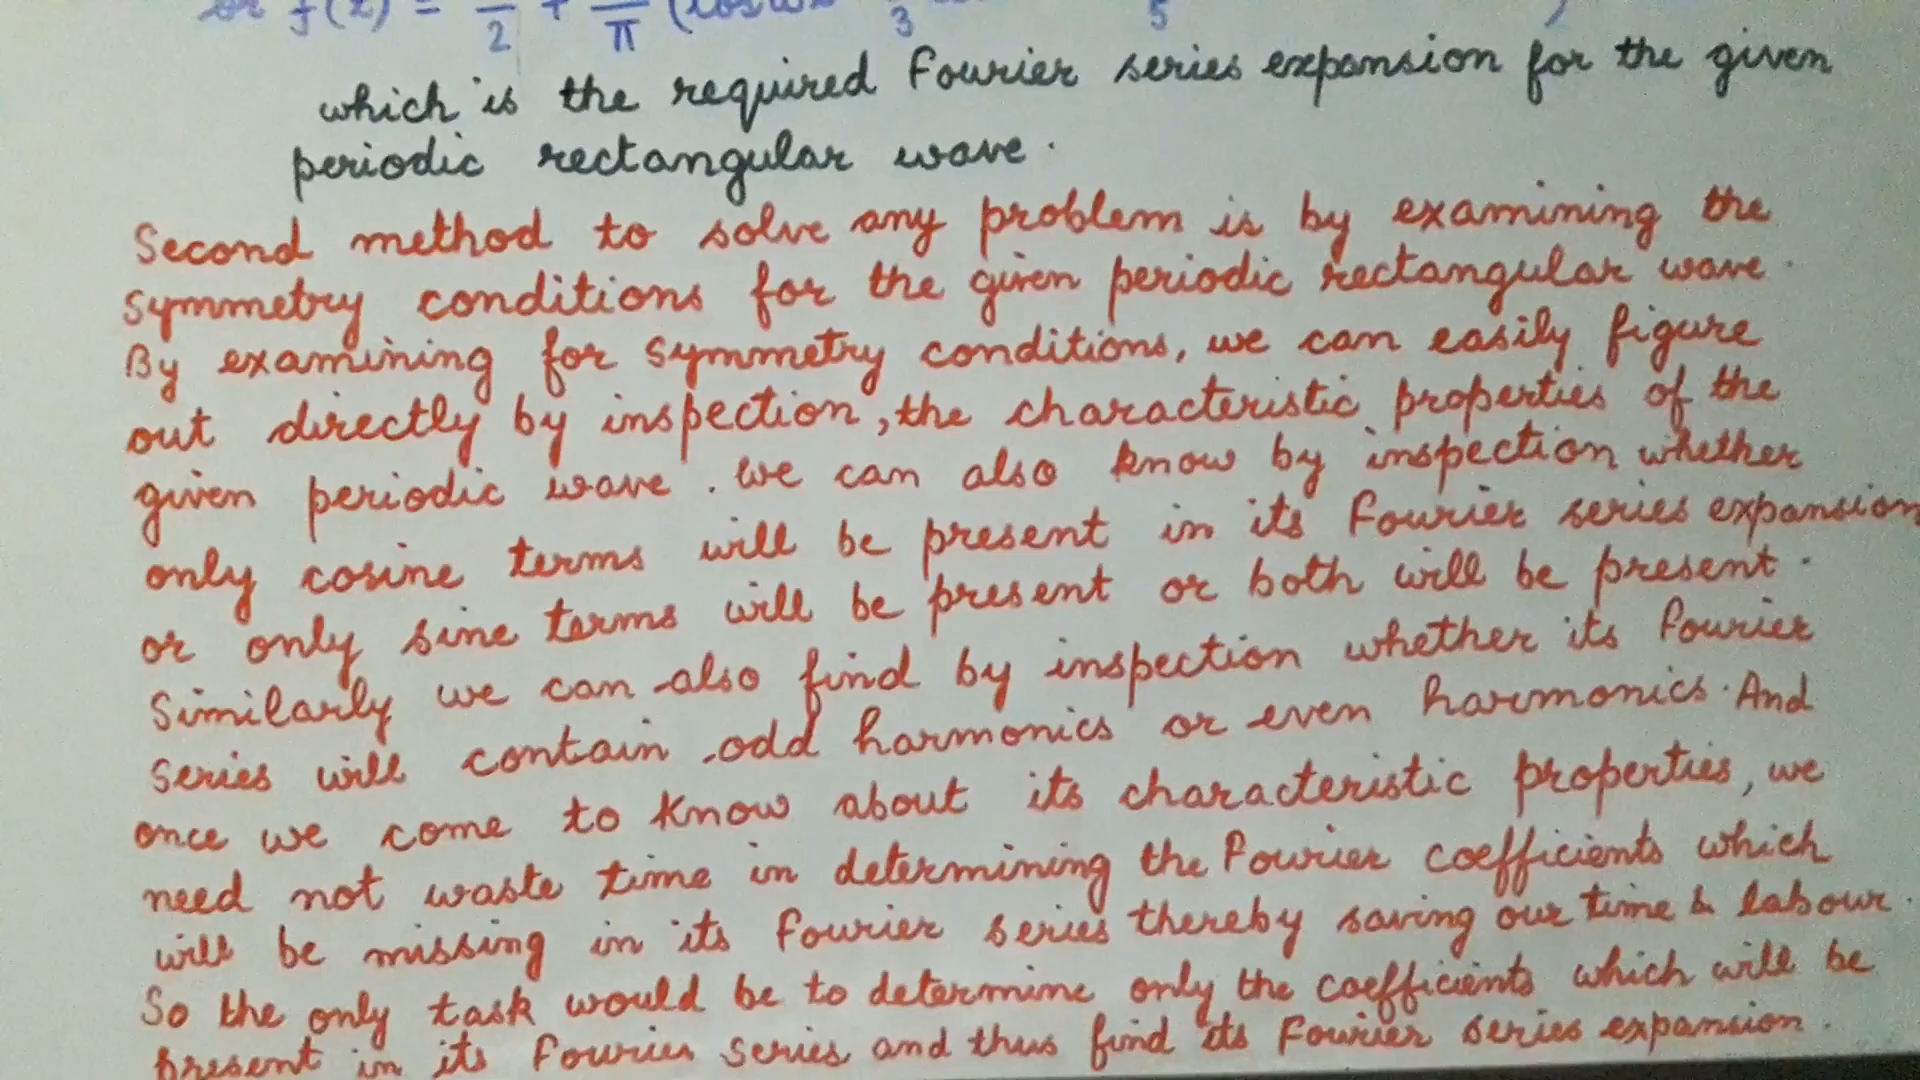 or f(t) = /2 + /π (cosωt 3 5
which is the required Fourier series expansion for the given
periodic rectangular wave.
Second method to solve any problem is by examining the
symmetry conditions for the given periodic rectangular wave.
By examining for symmetry conditions, we can easily figure
out directly by inspection, the characteristic properties of the
given periodic wave. We can also know by inspection whether
only cosine terms will be present in its Fourier series expansion
or only sine terms will be present or both will be present.
Similarly we can also find by inspection whether its Fourier
series will contain odd harmonics or even harmonics. And
once we come to know about its characteristic properties, we
need not waste time in determining the Fourier coefficients which
will be missing in its Fourier series thereby saving our time & labour.
So the only task would be to determine only the coefficients which will be
present in its Fourier series and thus find its Fourier series expansion.